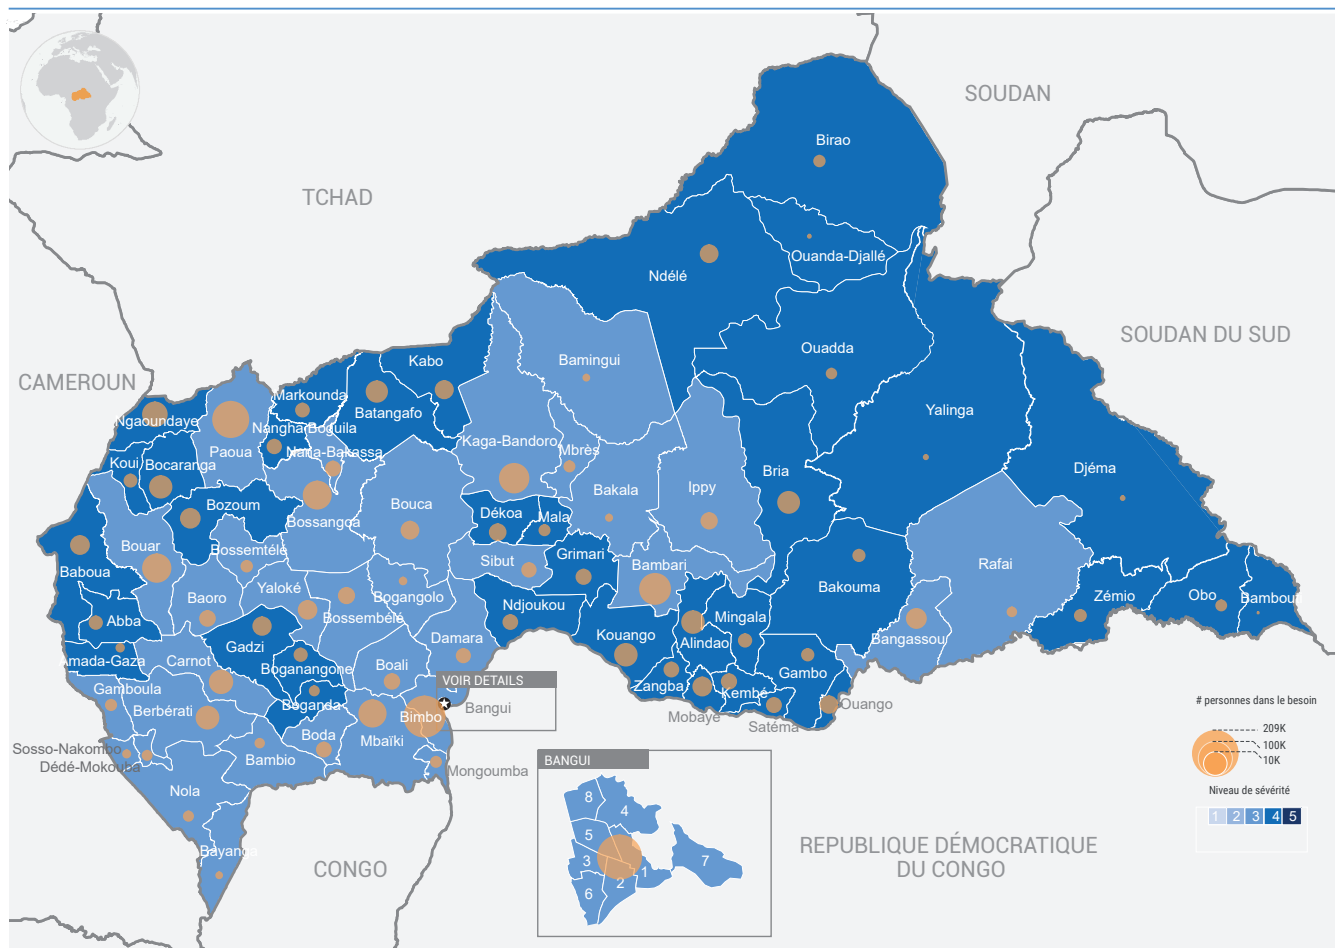 SOUDAN
Birao
TCHAD
Ouanda-Djallé
Ndélé
SOUDAN DU SUD
Ouadda
Kabo
Bamingui
CAMEROUN
Markounda
Yalinga
Batangafo
Ngaoundaye
Nangha-Boguila
Kaga-Bandoro
Paoua
Nana-Bakassa
Mbrès
Koui
Bocaranga
Bria
Djéma
Bakala
Ippy
Bouca
Bozoum
Dékoa
Mala
Bossangoa
Bouar
Bossemtélé
Grimari
Sibut
Bambari
Rafai
Baboua
Yaloké
Bakouma
Baoro
Bogangolo
Ndjoukou
Zémio
Obo
Bambouti
Abba
Bossembélé
Mingala
Gadzi
Kouango
Alindao
Bangassou
Damara
Amada-Gaza
Carnot
Boganangone
Boali
Gambo
VOIR DETAILS
Zangba
Kembé
Gamboula
Boganda
Ouango
Berbérati
Bimbo
Bangui
Mobaye
Satéma
# personnes dans le besoin
209K
100K
10K
Boda
Mbaïki
Sosso-Nakombo
Dédé-Mokouba
Bambio
Mongoumba
BANGUI
Nola
Niveau de sévérité
1 2 3 4 5
8
4
5
3
1
7
2
6
REPUBLIQUE DÉMOCRATIQUE
DU CONGO
Bayanga
CONGO